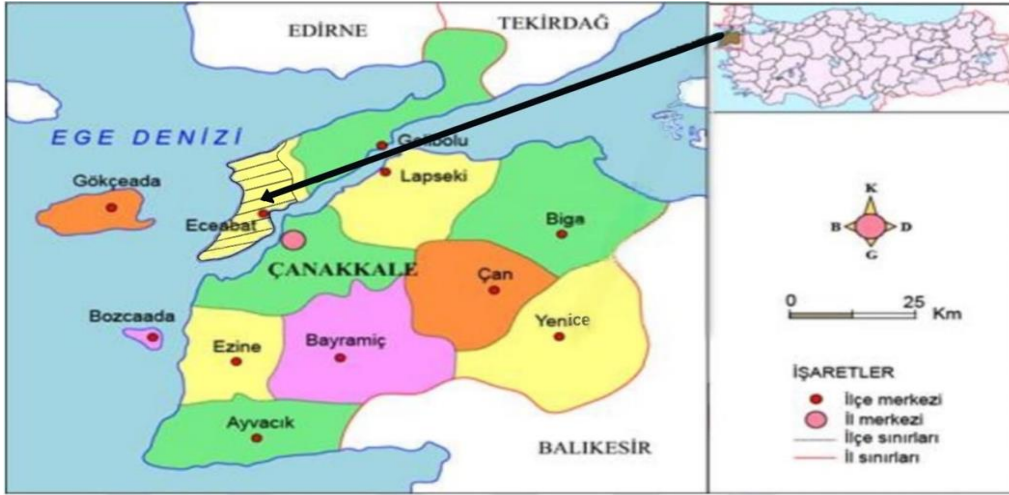 EDİRNE
TEKİRDAĞ
EGE DENİZİ
Gelibolu
Gökçeada
Lapseki
Eceabat
Biga
ÇANAKKALE
Çan
Bozcaada
Ezine
Bayramiç
Yenice
Ayvacık
BALIKESİR
K
B
D
G
0
25
Km
İŞARETLER
İlçe merkezi
İl merkezi
İlçe sınırları
İl sınırları